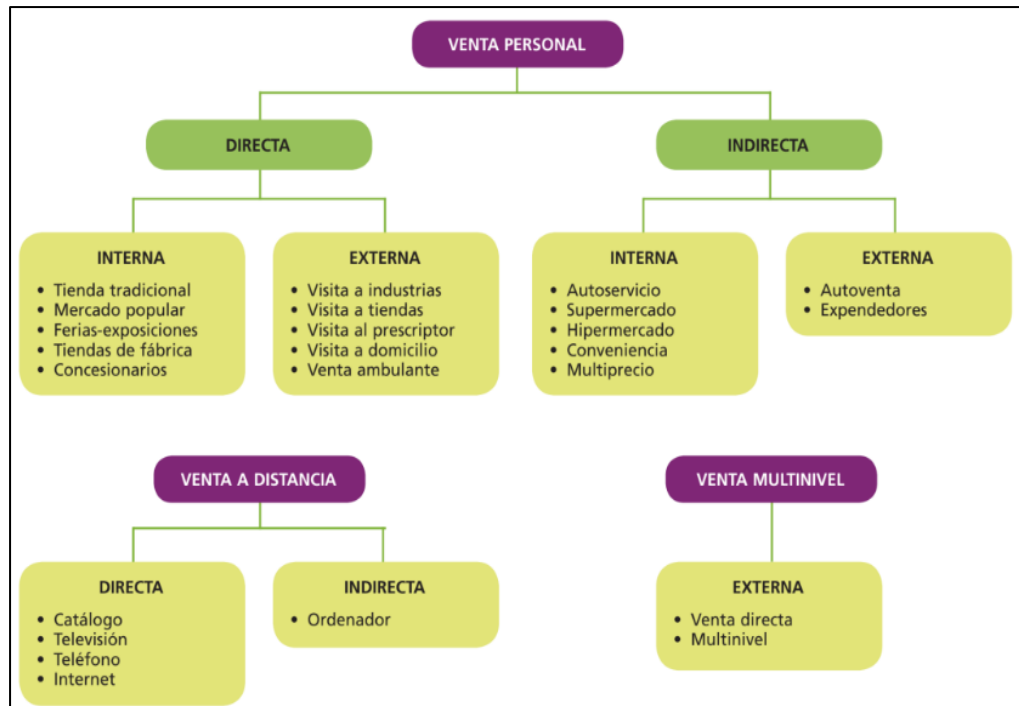 VENTA PERSONAL
DIRECTA
INDIRECTA
INTERNA
• Tienda tradicional
• Mercado popular
• Ferias-exposiciones
• Tiendas de fábrica
• Concesionarios
EXTERNA
• Visita a industrias
• Visita a tiendas
• Visita al prescriptor
• Visita a domicilio
• Venta ambulante
INTERNA
• Autoservicio
• Supermercado
• Hipermercado
• Conveniencia
• Multiprecio
EXTERNA
• Autoventa
• Expendedores
VENTA A DISTANCIA
DIRECTA
• Catálogo
• Televisión
• Teléfono
• Internet
INDIRECTA
• Ordenador
VENTA MULTINIVEL
EXTERNA
• Venta directa
• Multinivel